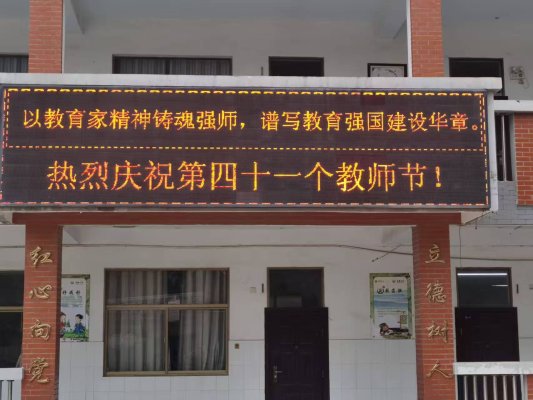 以教育家精神铸魂强师，谱写教育强国建设华章。
热烈庆祝第四十一个教师节！
红心向党
立德树人